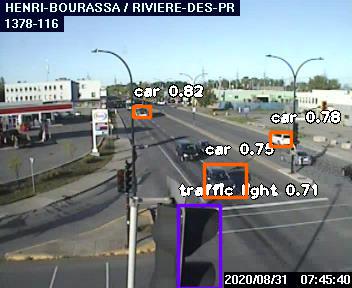 HENRI-BOURASSA / RIVIERE-DES-PR
1378-116
car 0.82
car 0.78
car 0.75
traffic light 0.71
2020/08/31 07:45:40